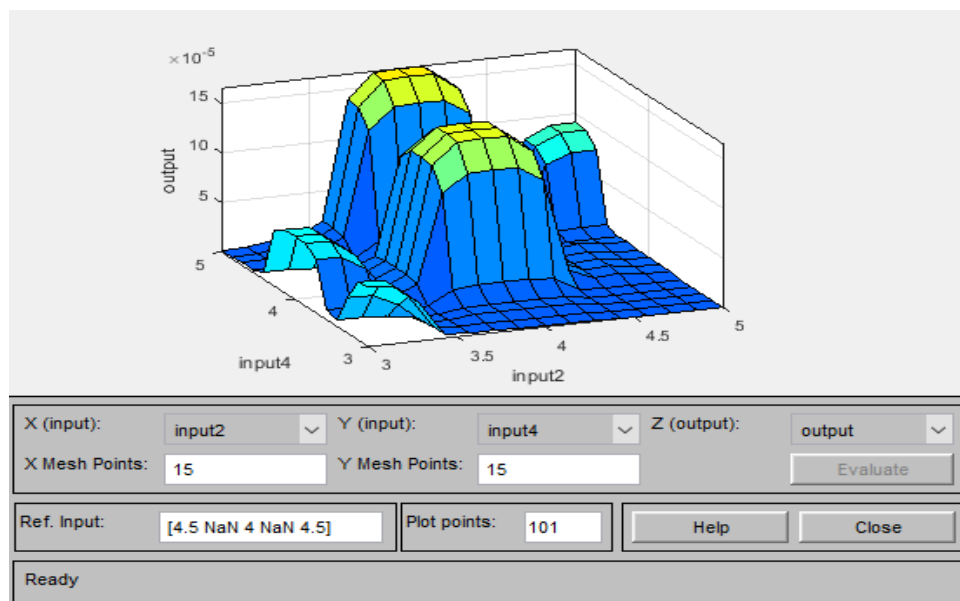 ×10⁻⁵
15
10
5
output
5
4
3
input4
3
3.5
4
4.5
5
input2
X (input):
input2
Y (input):
input4
Z (output):
output
X Mesh Points:
15
Y Mesh Points:
15
Evaluate
Ref. Input:
[4.5 NaN 4 NaN 4.5]
Plot points:
101
Help
Close
Ready